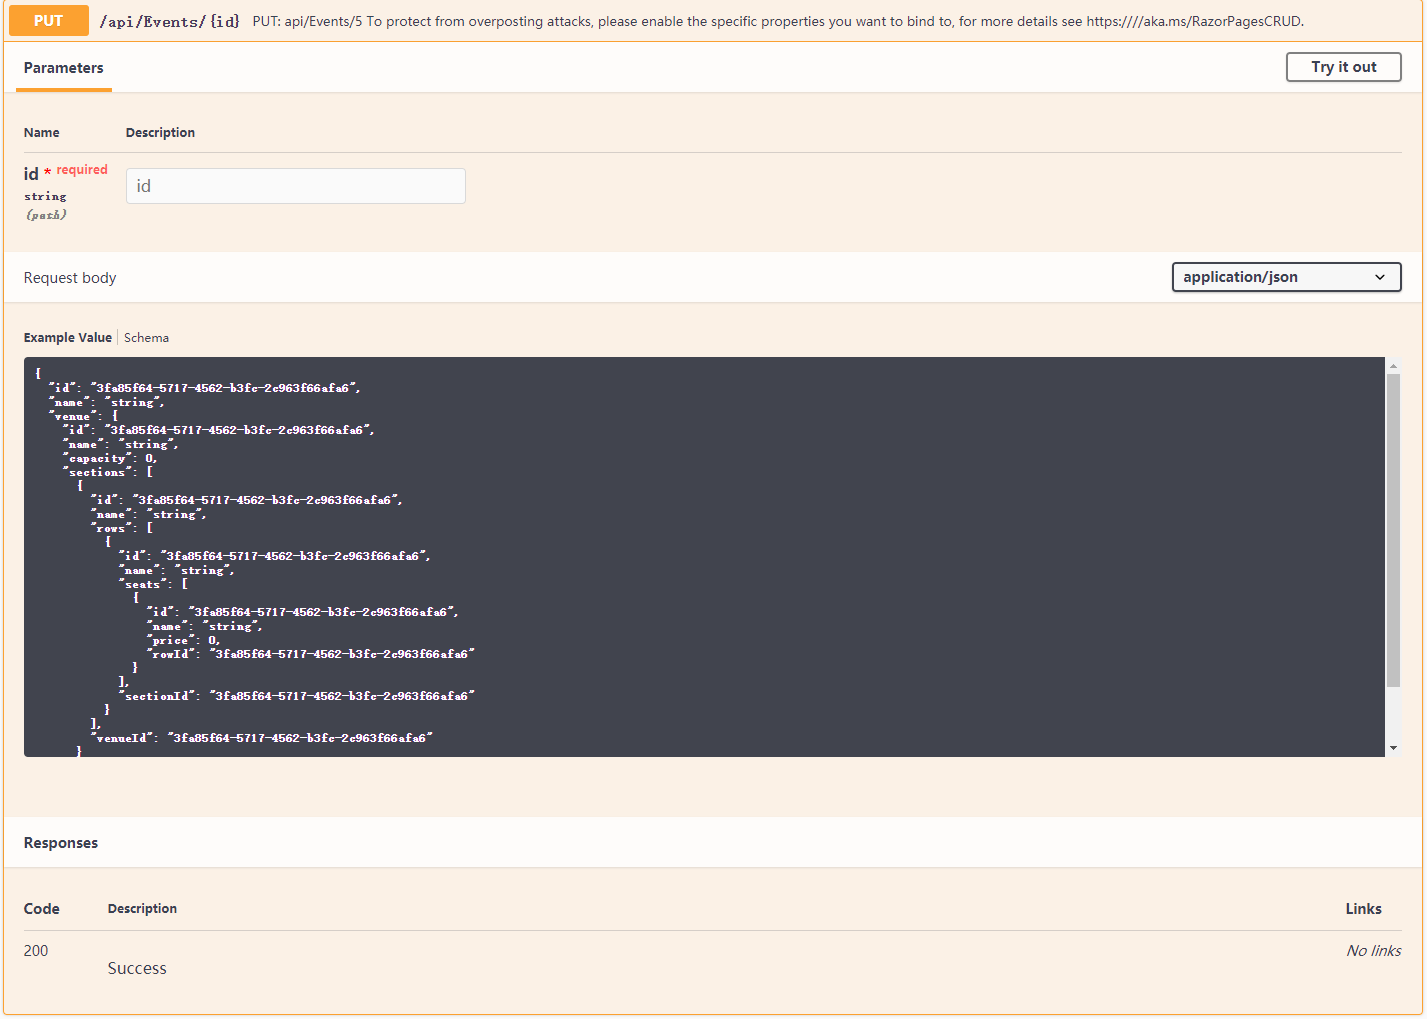 PUT /api/Events/{id} PUT: api/Events/5 To protect from overposting attacks, please enable the specific properties you want to bind to, for more details see https:////aka.ms/RazorPagesCRUD.
Parameters Try it out
Name Description
id * required
string
(path)
id
Request body application/json
Example Value Schema
{
"id": "3fa85f64-5717-4562-b3fc-2c963f66afa6",
"name": "string",
"venue": {
"id": "3fa85f64-5717-4562-b3fc-2c963f66afa6",
"name": "string",
"capacity": 0,
"sections": [
{
"id": "3fa85f64-5717-4562-b3fc-2c963f66afa6",
"name": "string",
"rows": [
{
"id": "3fa85f64-5717-4562-b3fc-2c963f66afa6",
"name": "string",
"seats": [
{
"id": "3fa85f64-5717-4562-b3fc-2c963f66afa6",
"name": "string",
"price": 0,
"rowId": "3fa85f64-5717-4562-b3fc-2c963f66afa6"
}
],
"sectionId": "3fa85f64-5717-4562-b3fc-2c963f66afa6"
}
],
"venueId": "3fa85f64-5717-4562-b3fc-2c963f66afa6"
}
Responses
Code Description Links
200 No links
Success